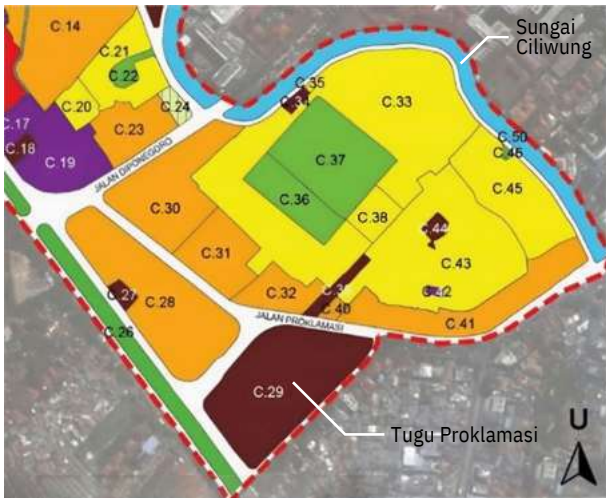 Sungai
Ciliwung
C.14
C.21
C.22
C.20
C.24
C.17
C.23
C.18
C.19
C.35
C.34
C.33
C.50
C.46
C.45
C.37
C.36
C.38
C.30
C.31
C.44
C.43
C.32
C.40
C.41
C.27
C.28
C.26
C.29
JALAN DIPONEGORO
JALAN PROKLAMASI
Tugu Proklamasi
U